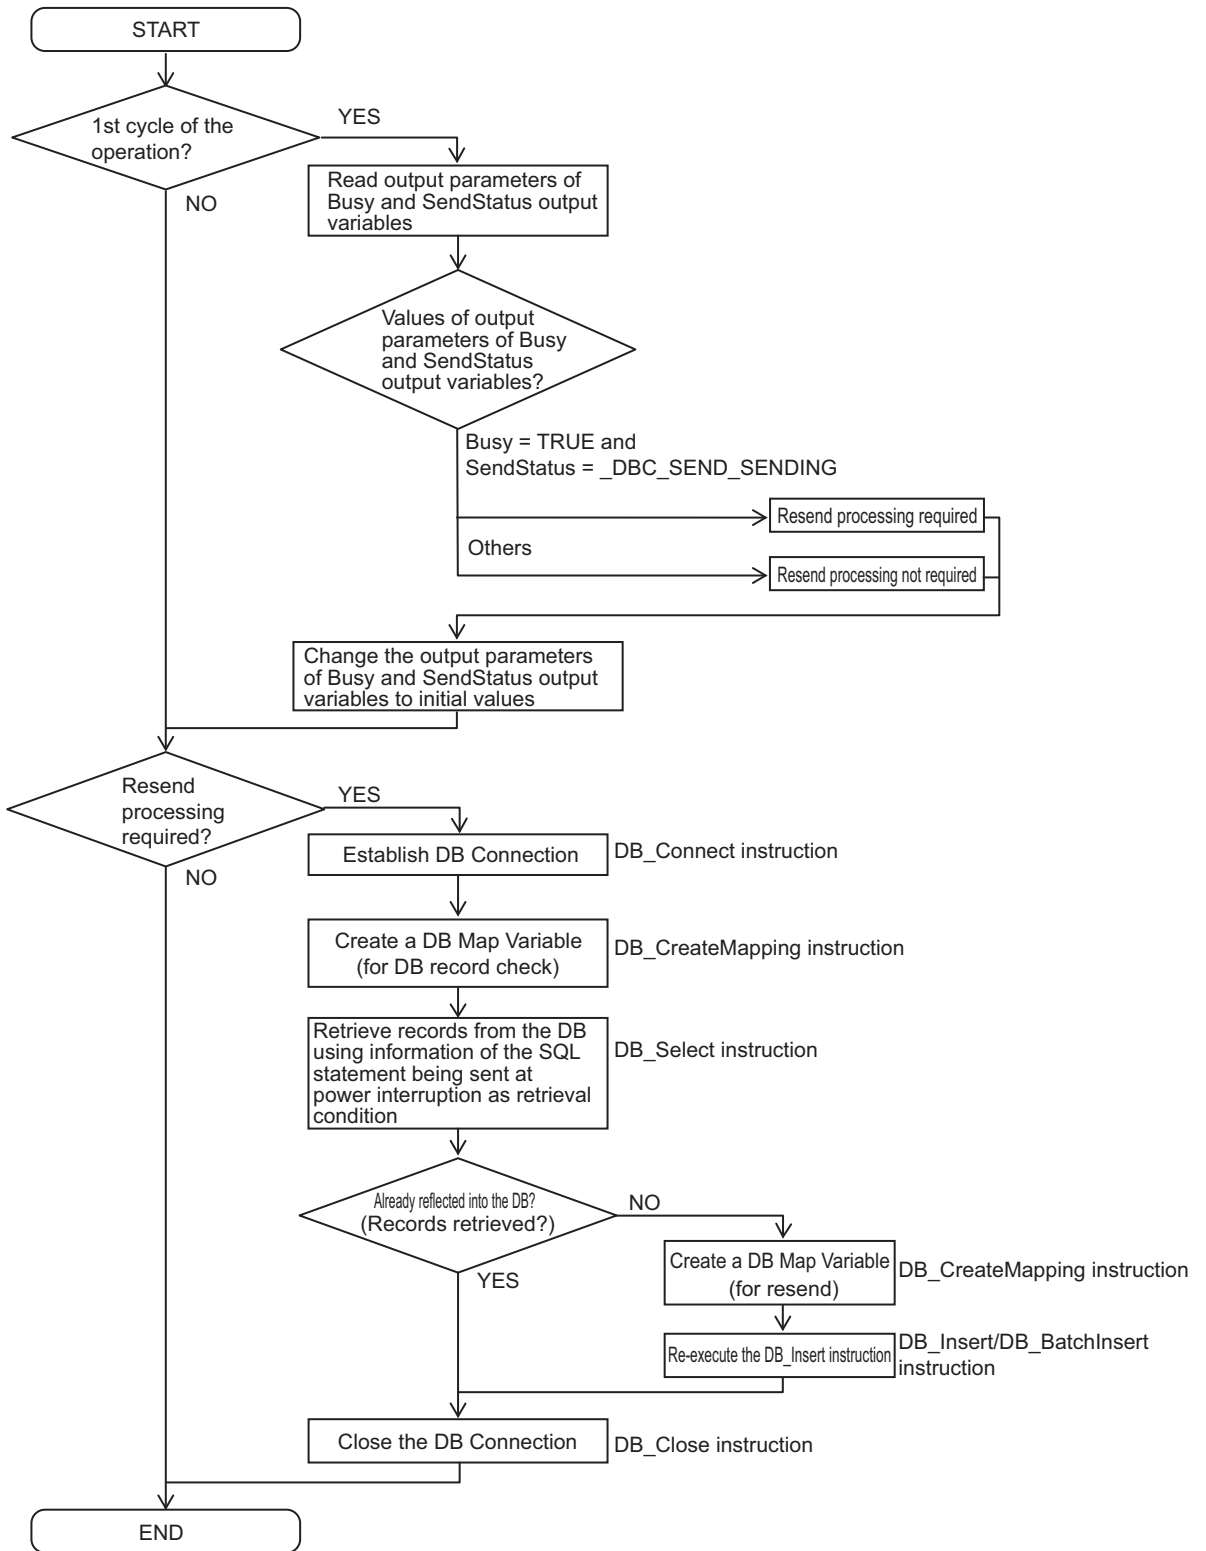 START
1st cycle of the
operation?
YES
NO
Read output parameters of
Busy and SendStatus output
variables
Values of output
parameters of Busy
and SendStatus
output variables?
Busy = TRUE and
SendStatus = _DBC_SEND_SENDING
Resend processing required
Others
Resend processing not required
Change the output parameters
of Busy and SendStatus output
variables to initial values
Resend
processing
required?
YES
NO
Establish DB Connection
DB_Connect instruction
Create a DB Map Variable
(for DB record check)
DB_CreateMapping instruction
Retrieve records from the DB
using information of the SQL
statement being sent at
power interruption as retrieval
condition
DB_Select instruction
Already reflected into the DB?
(Records retrieved?)
NO
YES
Create a DB Map Variable
(for resend)
DB_CreateMapping instruction
Re-execute the DB_Insert instruction
DB_Insert/DB_BatchInsert
instruction
Close the DB Connection
DB_Close instruction
END